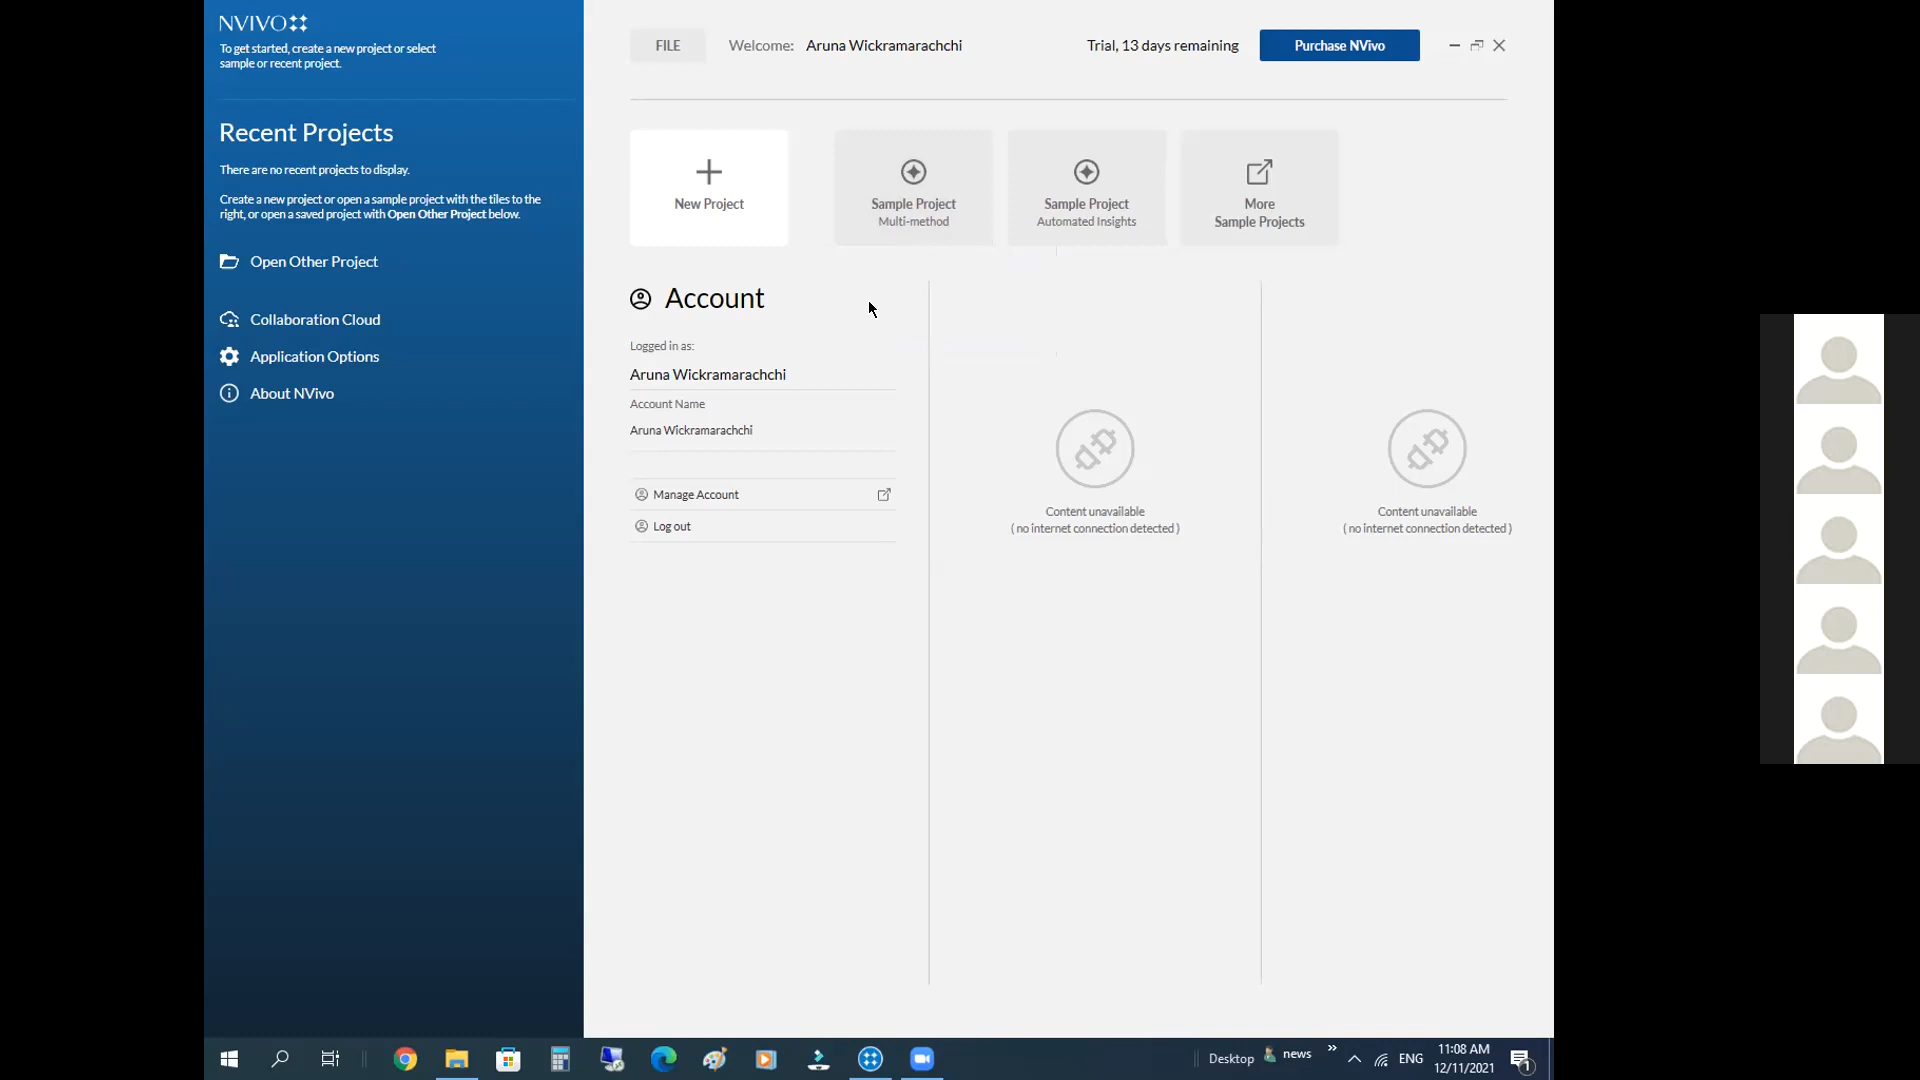 NVIVO
To get started, create a new project or select
sample or recent project.
Recent Projects
There are no recent projects to display.
Create a new project or open a sample project with the tiles to the
right, or open a saved project with Open Other Project below.
Open Other Project
Collaboration Cloud
Application Options
About NVivo
FILE
Welcome: Aruna Wickramarachchi
Trial, 13 days remaining
Purchase NVivo
New Project
Sample Project
Multi-method
Sample Project
Automated Insights
More
Sample Projects
Account
Logged in as:
Aruna Wickramarachchi
Account Name
Aruna Wickramarachchi
Manage Account
Log out
Content unavailable
( no internet connection detected )
Content unavailable
( no internet connection detected )
Desktop
news
ENG
11:08 AM
12/11/2021
1